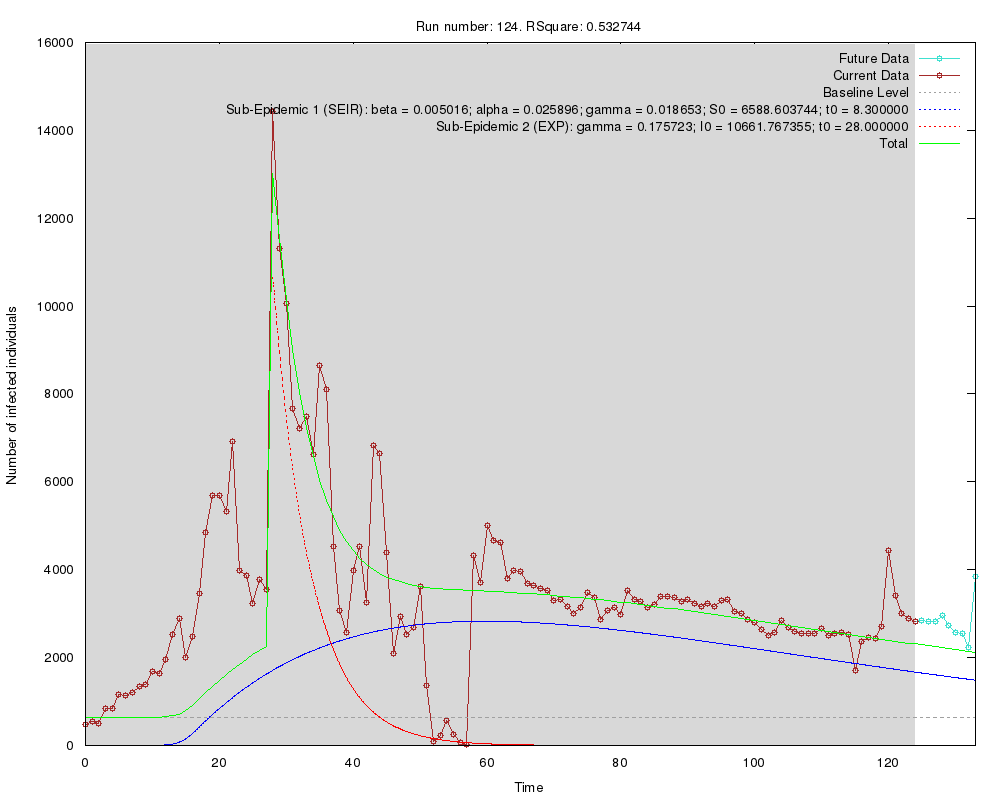 Run number: 124. RSquare: 0.532744
16000
14000
12000
10000
8000
6000
4000
2000
0
Number of infected individuals
Future Data
Current Data
Baseline Level
Sub-Epidemic 1 (SEIR): beta = 0.005016; alpha = 0.025896; gamma = 0.018653; S0 = 6588.603744; t0 = 8.300000
Sub-Epidemic 2 (EXP): gamma = 0.175723; I0 = 10661.767355; t0 = 28.000000
Total
0 20 40 60 80 100 120
Time